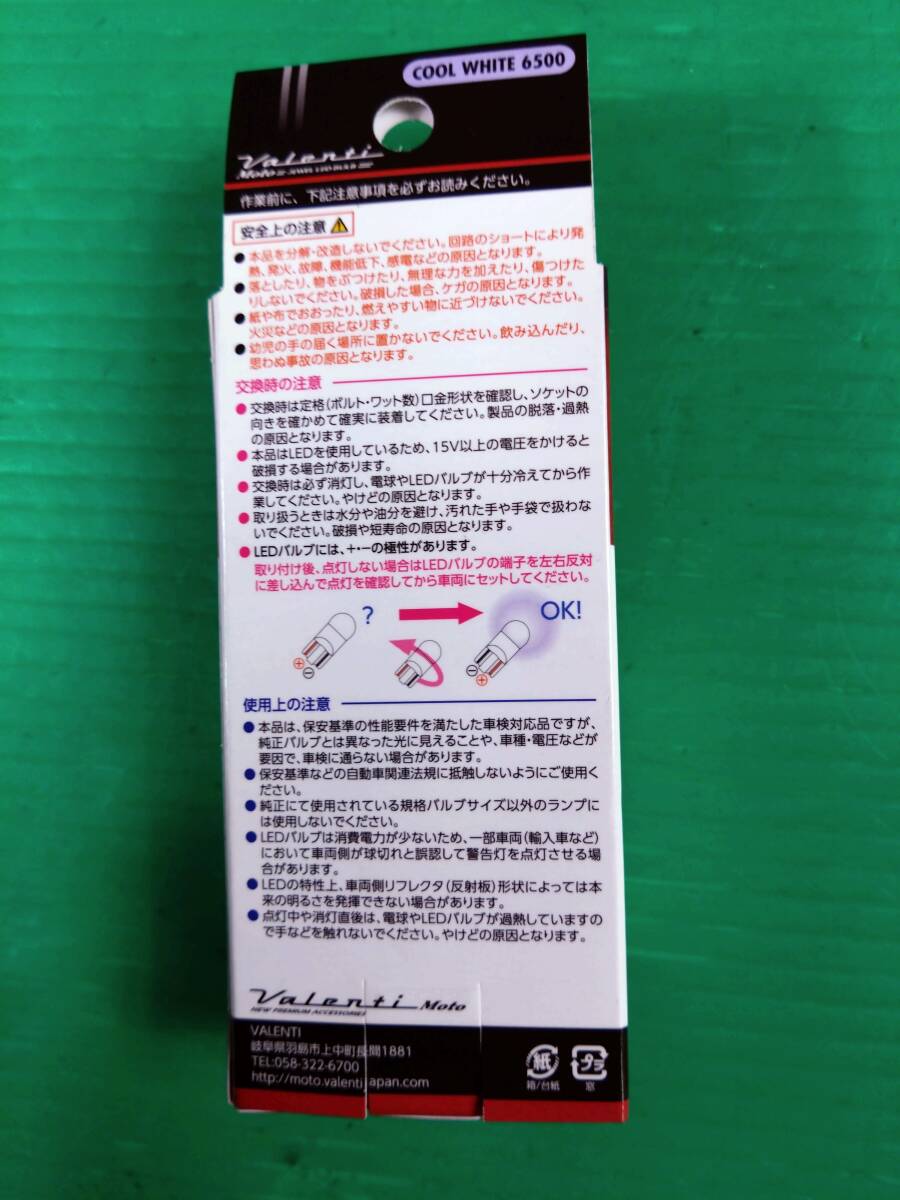 COOL WHITE 6500
Valenti
Moto JEWEL LED BULB
作業前に、下記注意事項を必ずお読みください。
安全上の注意
● 本品を分解・改造しないでください。回路のショートにより発
熱、発火、故障、機能低下、感電などの原因となります。
● 落としたり、物をぶつけたり、無理な力を加えたり、傷つけた
りしないでください。破損した場合、ケガの原因となります。
● 紙や布でおおったり、燃えやすい物に近づけないでください。
火災などの原因となります。
● 幼児の手の届く場所に置かないでください。飲み込んだり、
思わぬ事故の原因となります。
交換時の注意
● 交換時は定格(ボルト・ワット数)口金形状を確認し、ソケットの
向きを確かめて確実に装着してください。製品の脱落・過熱
の原因となります。
● 本品はLEDを使用しているため、15V以上の電圧をかけると
破損する場合があります。
● 交換時は必ず消灯し、電球やLEDバルブが十分冷えてから作
業してください。やけどの原因となります。
● 取り扱うときは水分や油分を避け、汚れた手や手袋で扱わな
いでください。破損や短寿命の原因となります。
● LEDバルブには、+・-の極性があります。
取り付け後、点灯しない場合はLEDバルブの端子を左右反対
に差し込んで点灯を確認してから車両にセットしてください。
? OK!
⊕ ⊖ ⊖ ⊕
使用上の注意
● 本品は、保安基準の性能要件を満たした車検対応品ですが、
純正バルブとは異なった光に見えることや、車種・電圧などが
要因で、車検に通らない場合があります。
● 保安基準などの自動車関連法規に抵触しないようにご使用く
ださい。
● 純正にて使用されている規格バルブサイズ以外のランプに
は使用しないでください。
● LEDバルブは消費電力が少ないため、一部車両(輸入車など)
において車両側が球切れと誤認して警告灯を点灯させる場
合があります。
● LEDの特性上、車両側リフレクタ(反射板)形状によっては本
来の明るさを発揮できない場合があります。
● 点灯中や消灯直後は、電球やLEDバルブが過熱していますの
で手などを触れないでください。やけどの原因となります。
Valenti Moto
NEW PREMIUM ACCESSORIES
VALENTI
岐阜県羽島市上中町長間1881
TEL:058-322-6700
http://moto.valentijapan.com
紙 プラ
箱/台紙 窓